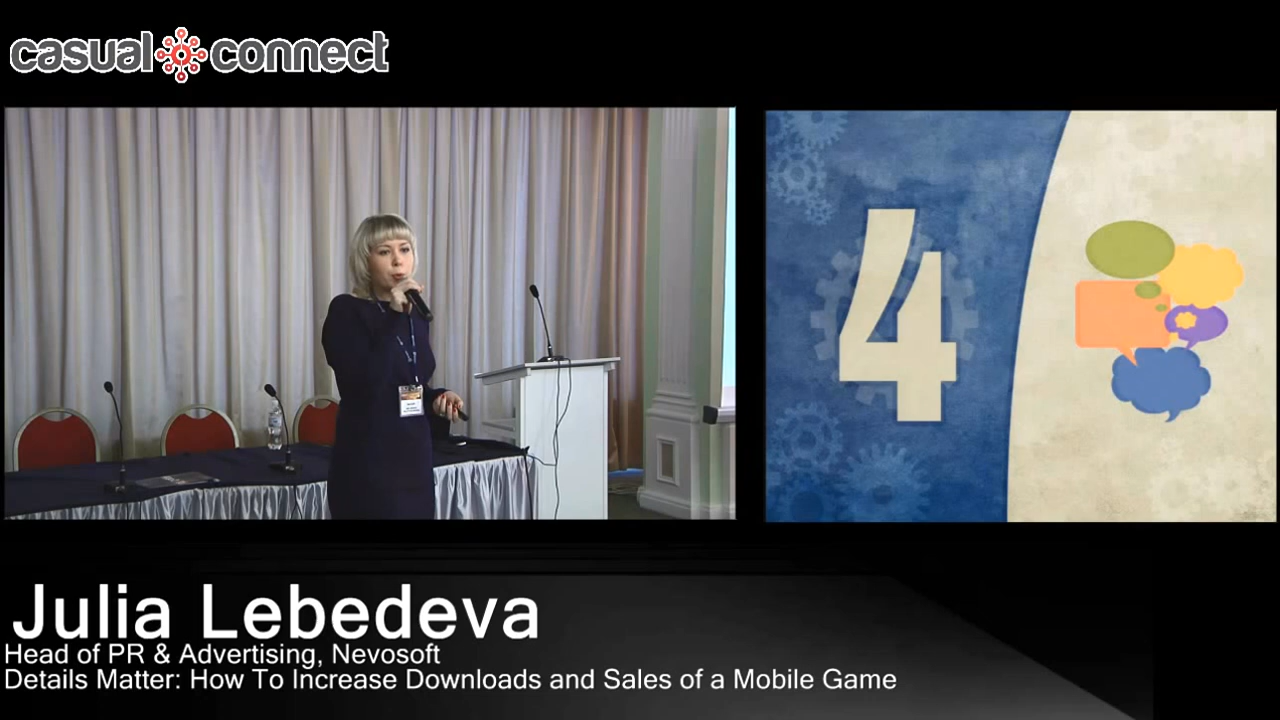 casual connect
4
Julia Lebedeva
Head of PR & Advertising, Nevosoft
Details Matter: How To Increase Downloads and Sales of a Mobile Game